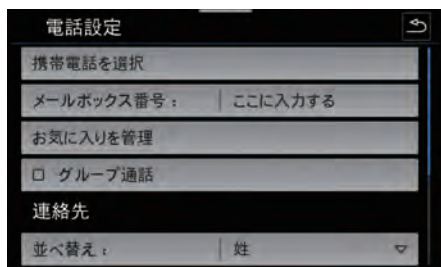 電話設定
携帯電話を選択
メールボックス番号： ここに入力する
お気に入りを管理
グループ通話
連絡先
並べ替え： 姓